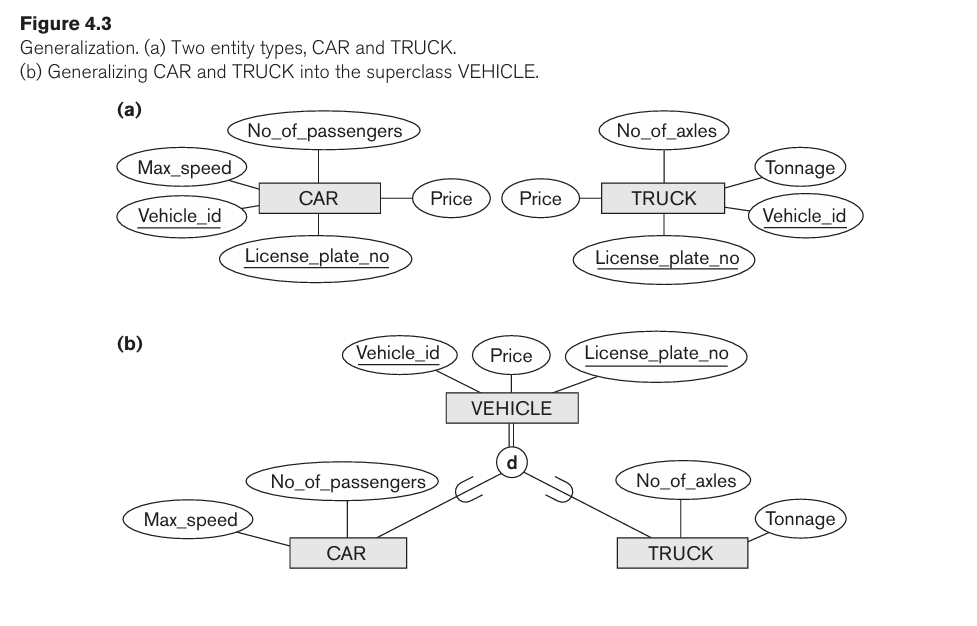 Figure 4.3
Generalization. (a) Two entity types, CAR and TRUCK.
(b) Generalizing CAR and TRUCK into the superclass VEHICLE.
(a)
No_of_passengers
No_of_axles
Max_speed
Tonnage
CAR
Price
Price
TRUCK
Vehicle_id
Vehicle_id
License_plate_no
License_plate_no
(b)
Vehicle_id
Price
License_plate_no
VEHICLE
d
No_of_passengers
No_of_axles
Max_speed
Tonnage
CAR
TRUCK